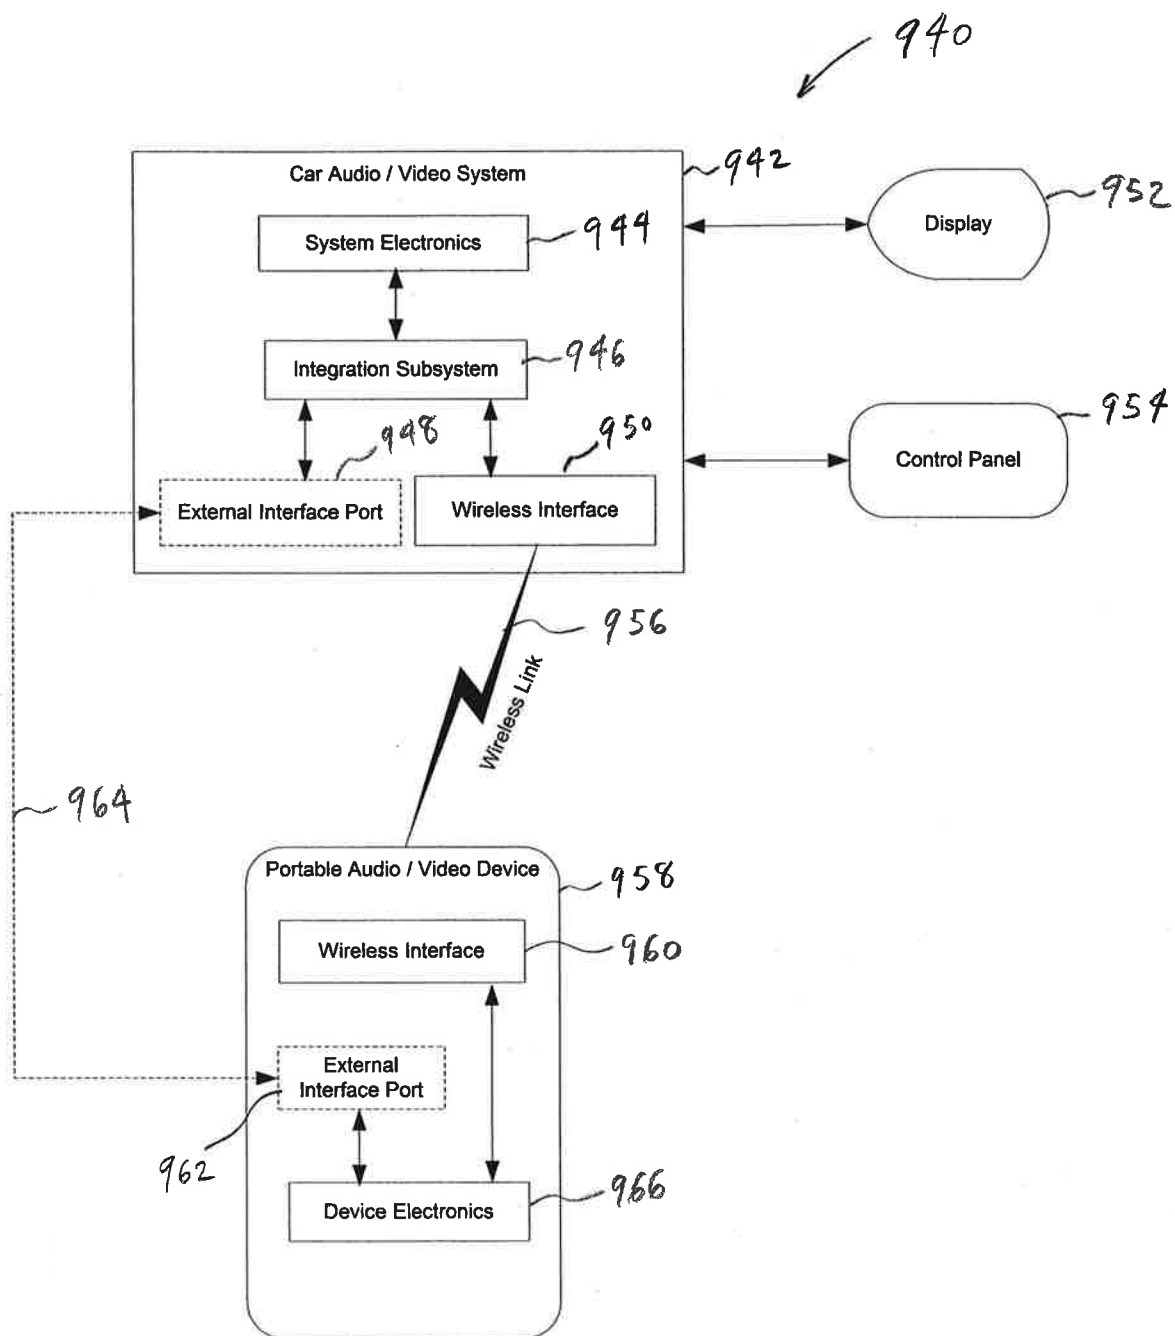 940
Car Audio / Video System
942
952
System Electronics
944
Display
Integration Subsystem
946
948
950
954
External Interface Port
Wireless Interface
Control Panel
956
Wireless Link
964
Portable Audio / Video Device
958
Wireless Interface
960
External
Interface Port
962
Device Electronics
966